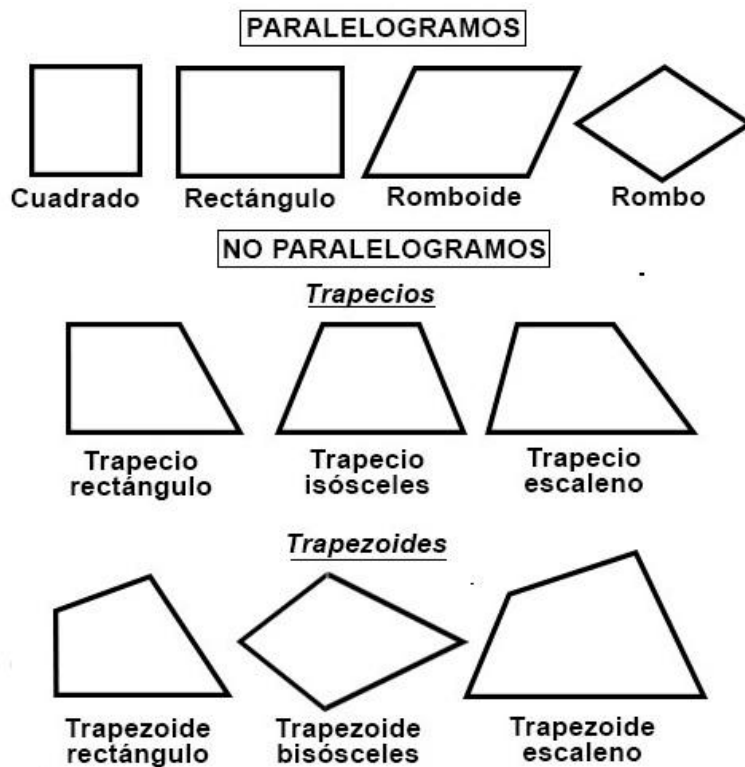 PARALELOGRAMOS
Cuadrado Rectángulo Romboide Rombo
NO PARALELOGRAMOS
Trapecios
Trapecio rectángulo
Trapecio isósceles
Trapecio escaleno
Trapezoides
Trapezoide rectángulo
Trapezoide bisósceles
Trapezoide escaleno